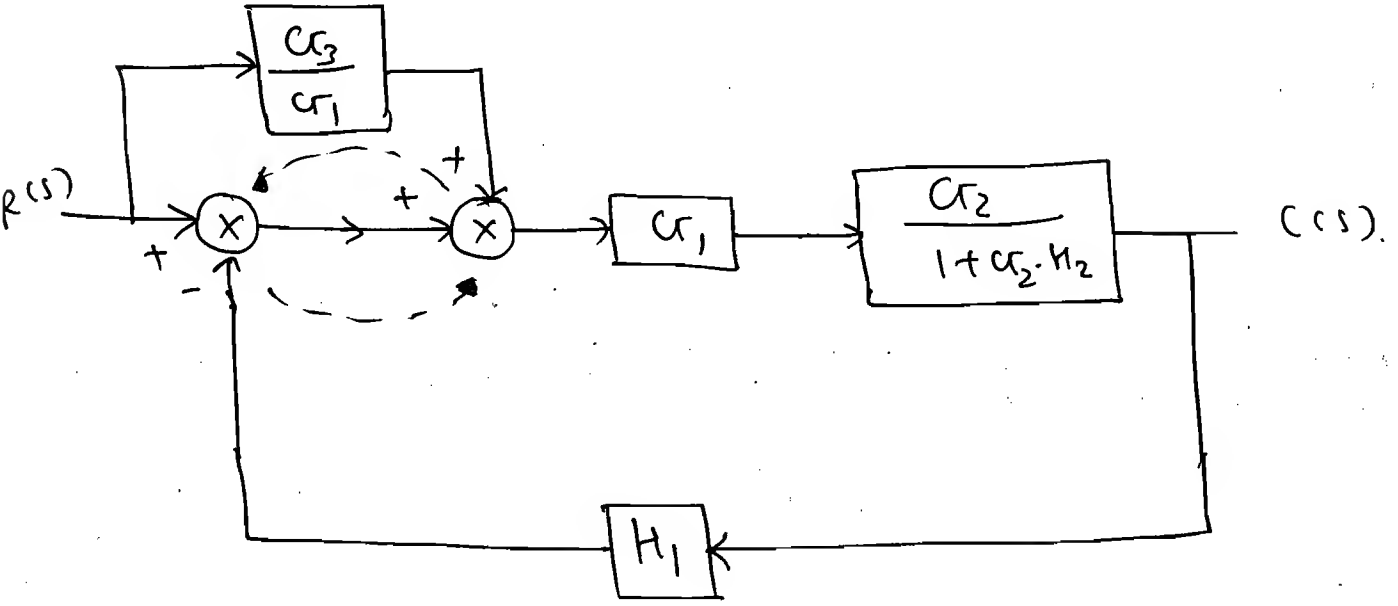 G3
G1
R(S)
+
+
+
-
X
X
G1
G2
1+G2.H2
C(S).
H1